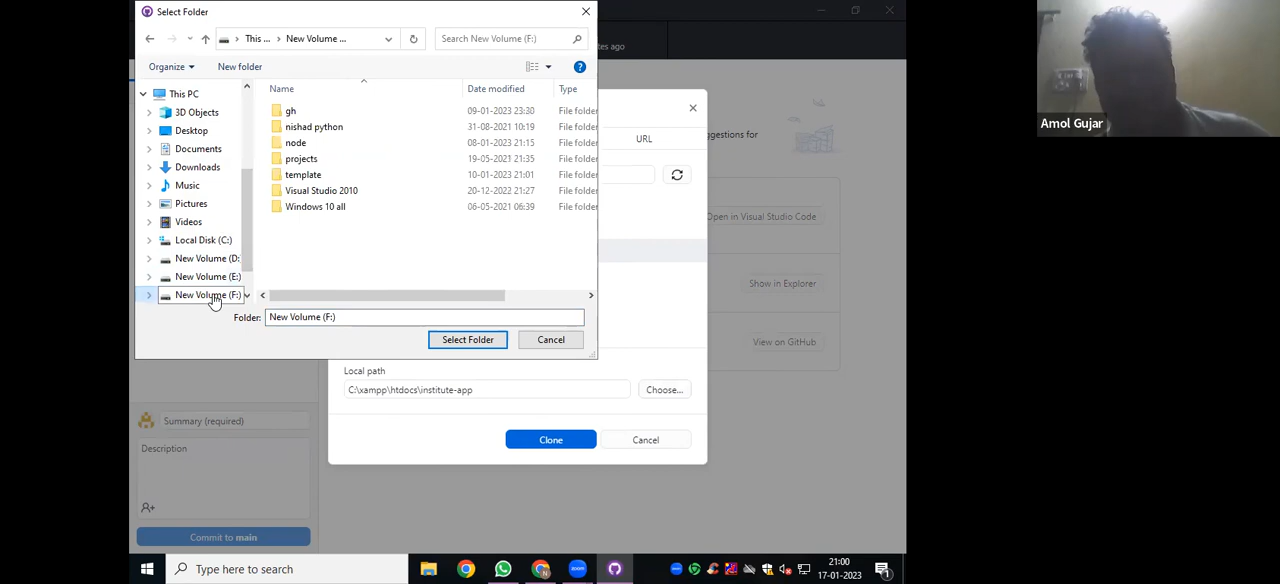 Select Folder
This ...
New Volume ...
Search New Volume (F:)
tes ago
Organize
New folder
Name
Date modified
Type
This PC
3D Objects
Desktop
Documents
Downloads
Music
Pictures
Videos
Local Disk (C:)
New Volume (D:
New Volume (E:)
New Volume (F:)
gh
09-01-2023 23:30
File folder
nishad python
31-08-2021 10:19
File folder
node
08-01-2023 21:15
File folder
projects
19-05-2021 21:35
File folder
template
10-01-2023 21:01
File folder
Visual Studio 2010
20-12-2022 21:27
File folder
Windows 10 all
06-05-2021 06:39
File folder
Folder:
New Volume (F:)
Select Folder
Cancel
URL
ggestions for
Open in Visual Studio Code
Show in Explorer
View on GitHub
Local path
C:\xampp\htdocs\institute-app
Choose...
Clone
Cancel
Summary (required)
Description
Commit to main
Type here to search
21:00
17-01-2023
1
Amol Gujar